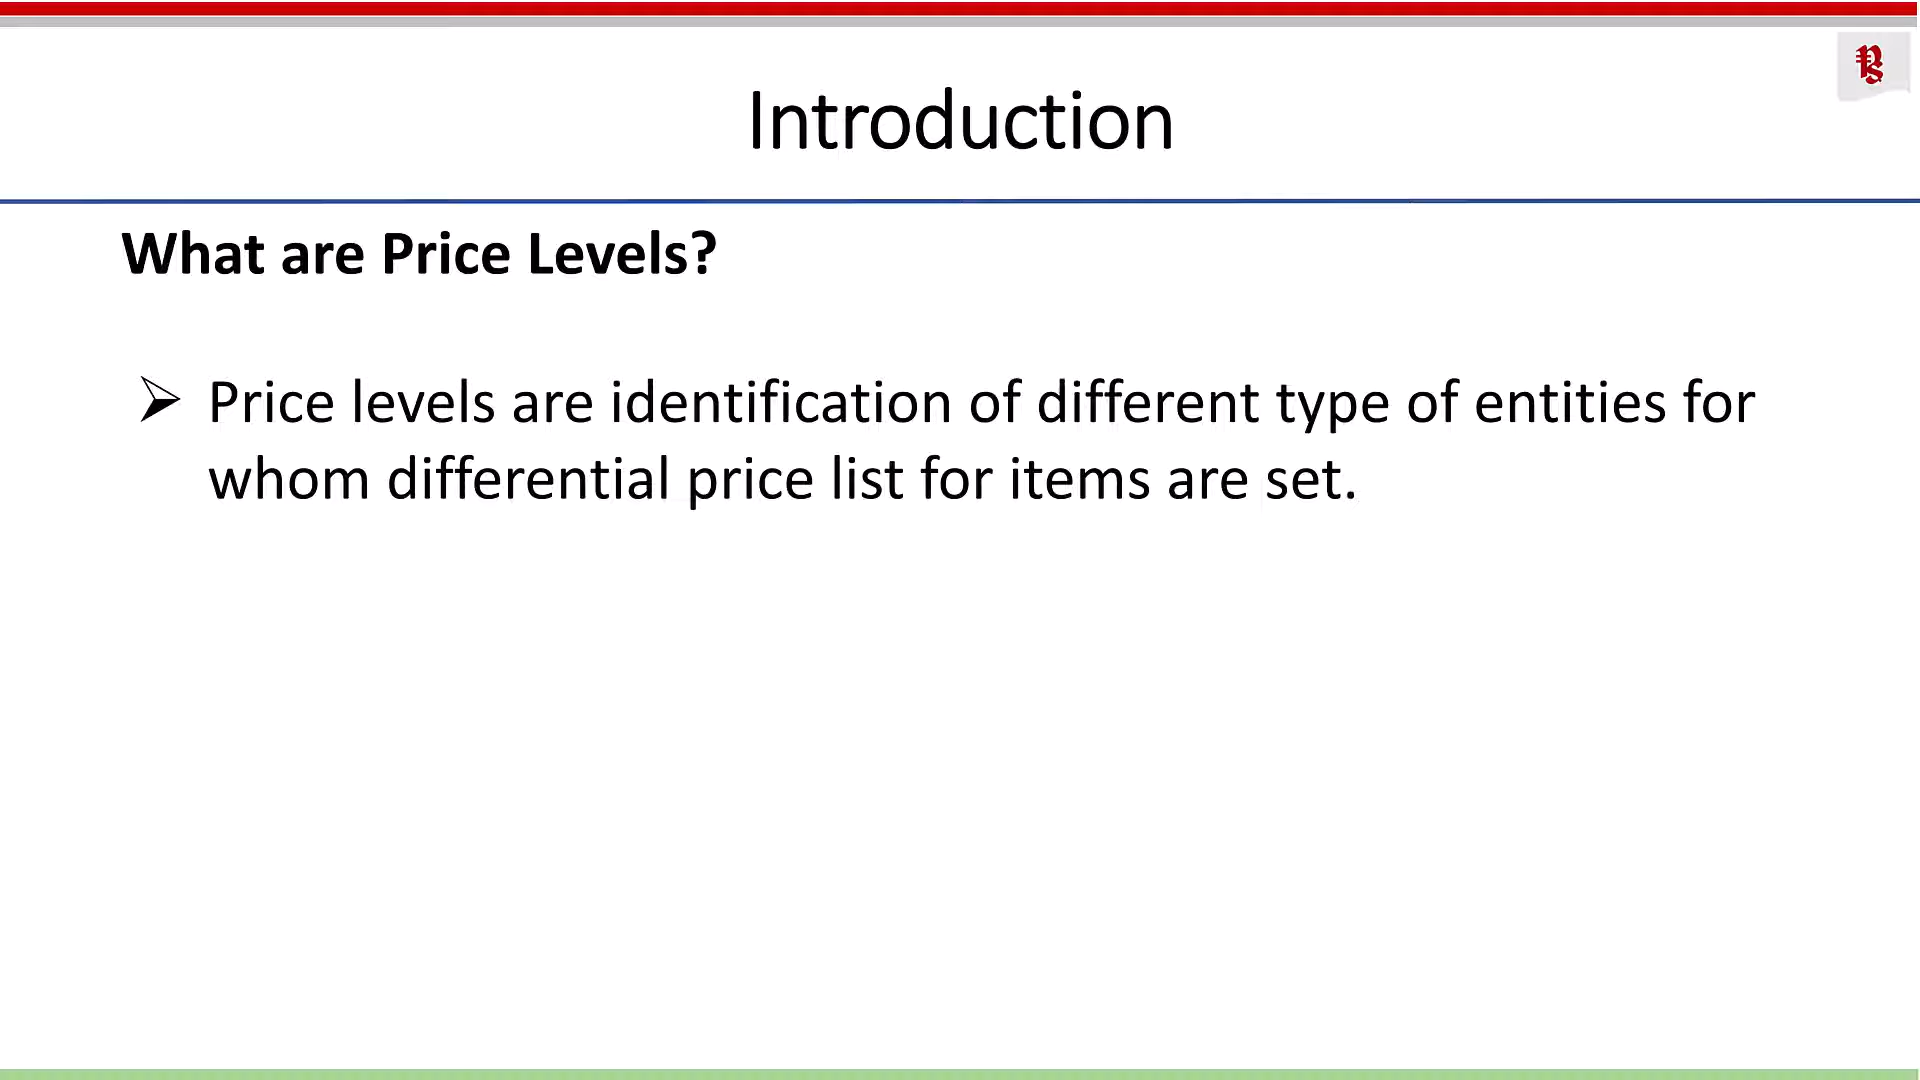 Introduction
What are Price Levels?
Price levels are identification of different type of entities for
whom differential price list for items are set.